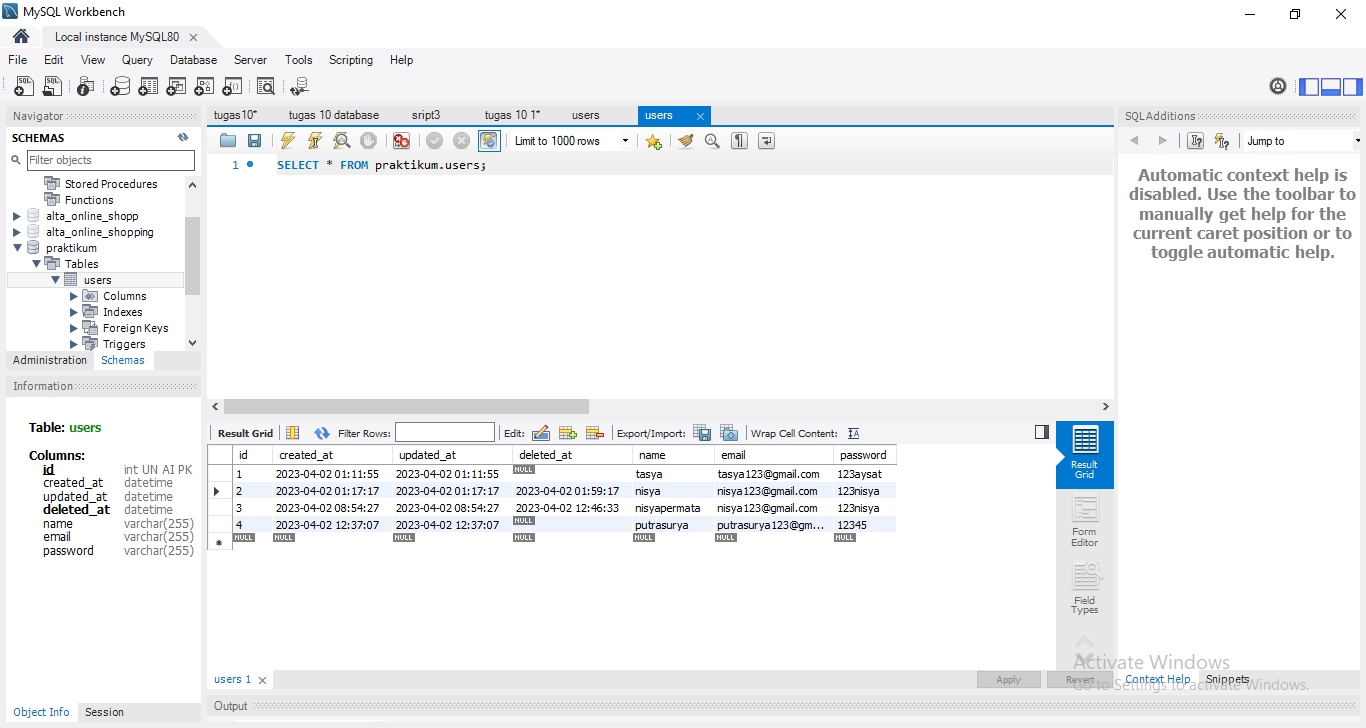 MySQL Workbench
Local instance MySQL80
File Edit View Query Database Server Tools Scripting Help
Navigator
SCHEMAS
Filter objects
Stored Procedures
Functions
alta_online_shopp
alta_online_shopping
praktikum
Tables
users
Columns
Indexes
Foreign Keys
Triggers
Administration Schemas
Information
Table: users
Columns:
id int UN AI PK
created_at datetime
updated_at datetime
deleted_at datetime
name varchar(255)
email varchar(255)
password varchar(255)
Object Info Session
tugas10* tugas 10 database sript3 tugas 10 1* users users
Limit to 1000 rows
1 SELECT * FROM praktikum.users;
Result Grid Filter Rows: Edit: Export/Import: Wrap Cell Content:
id created_at updated_at deleted_at name email password
1 2023-04-02 01:11:55 2023-04-02 01:11:55 NULL tasya tasya123@gmail.com 123aysat
2 2023-04-02 01:17:17 2023-04-02 01:17:17 2023-04-02 01:59:17 nisya nisya123@gmail.com 123nisya
3 2023-04-02 08:54:27 2023-04-02 08:54:27 2023-04-02 12:46:33 nisyapermata nisya123@gmail.com 123nisya
4 2023-04-02 12:37:07 2023-04-02 12:37:07 NULL putrasurya putrasurya123@gm... 12345
NULL NULL NULL NULL NULL NULL NULL
Result
Grid
Form
Editor
Field
Types
users 1
Apply Revert
Output
SQLAdditions
Jump to
Automatic context help is
disabled. Use the toolbar to
manually get help for the
current caret position or to
toggle automatic help.
Context Help Snippets
Activate Windows
Go to Settings to activate Windows.